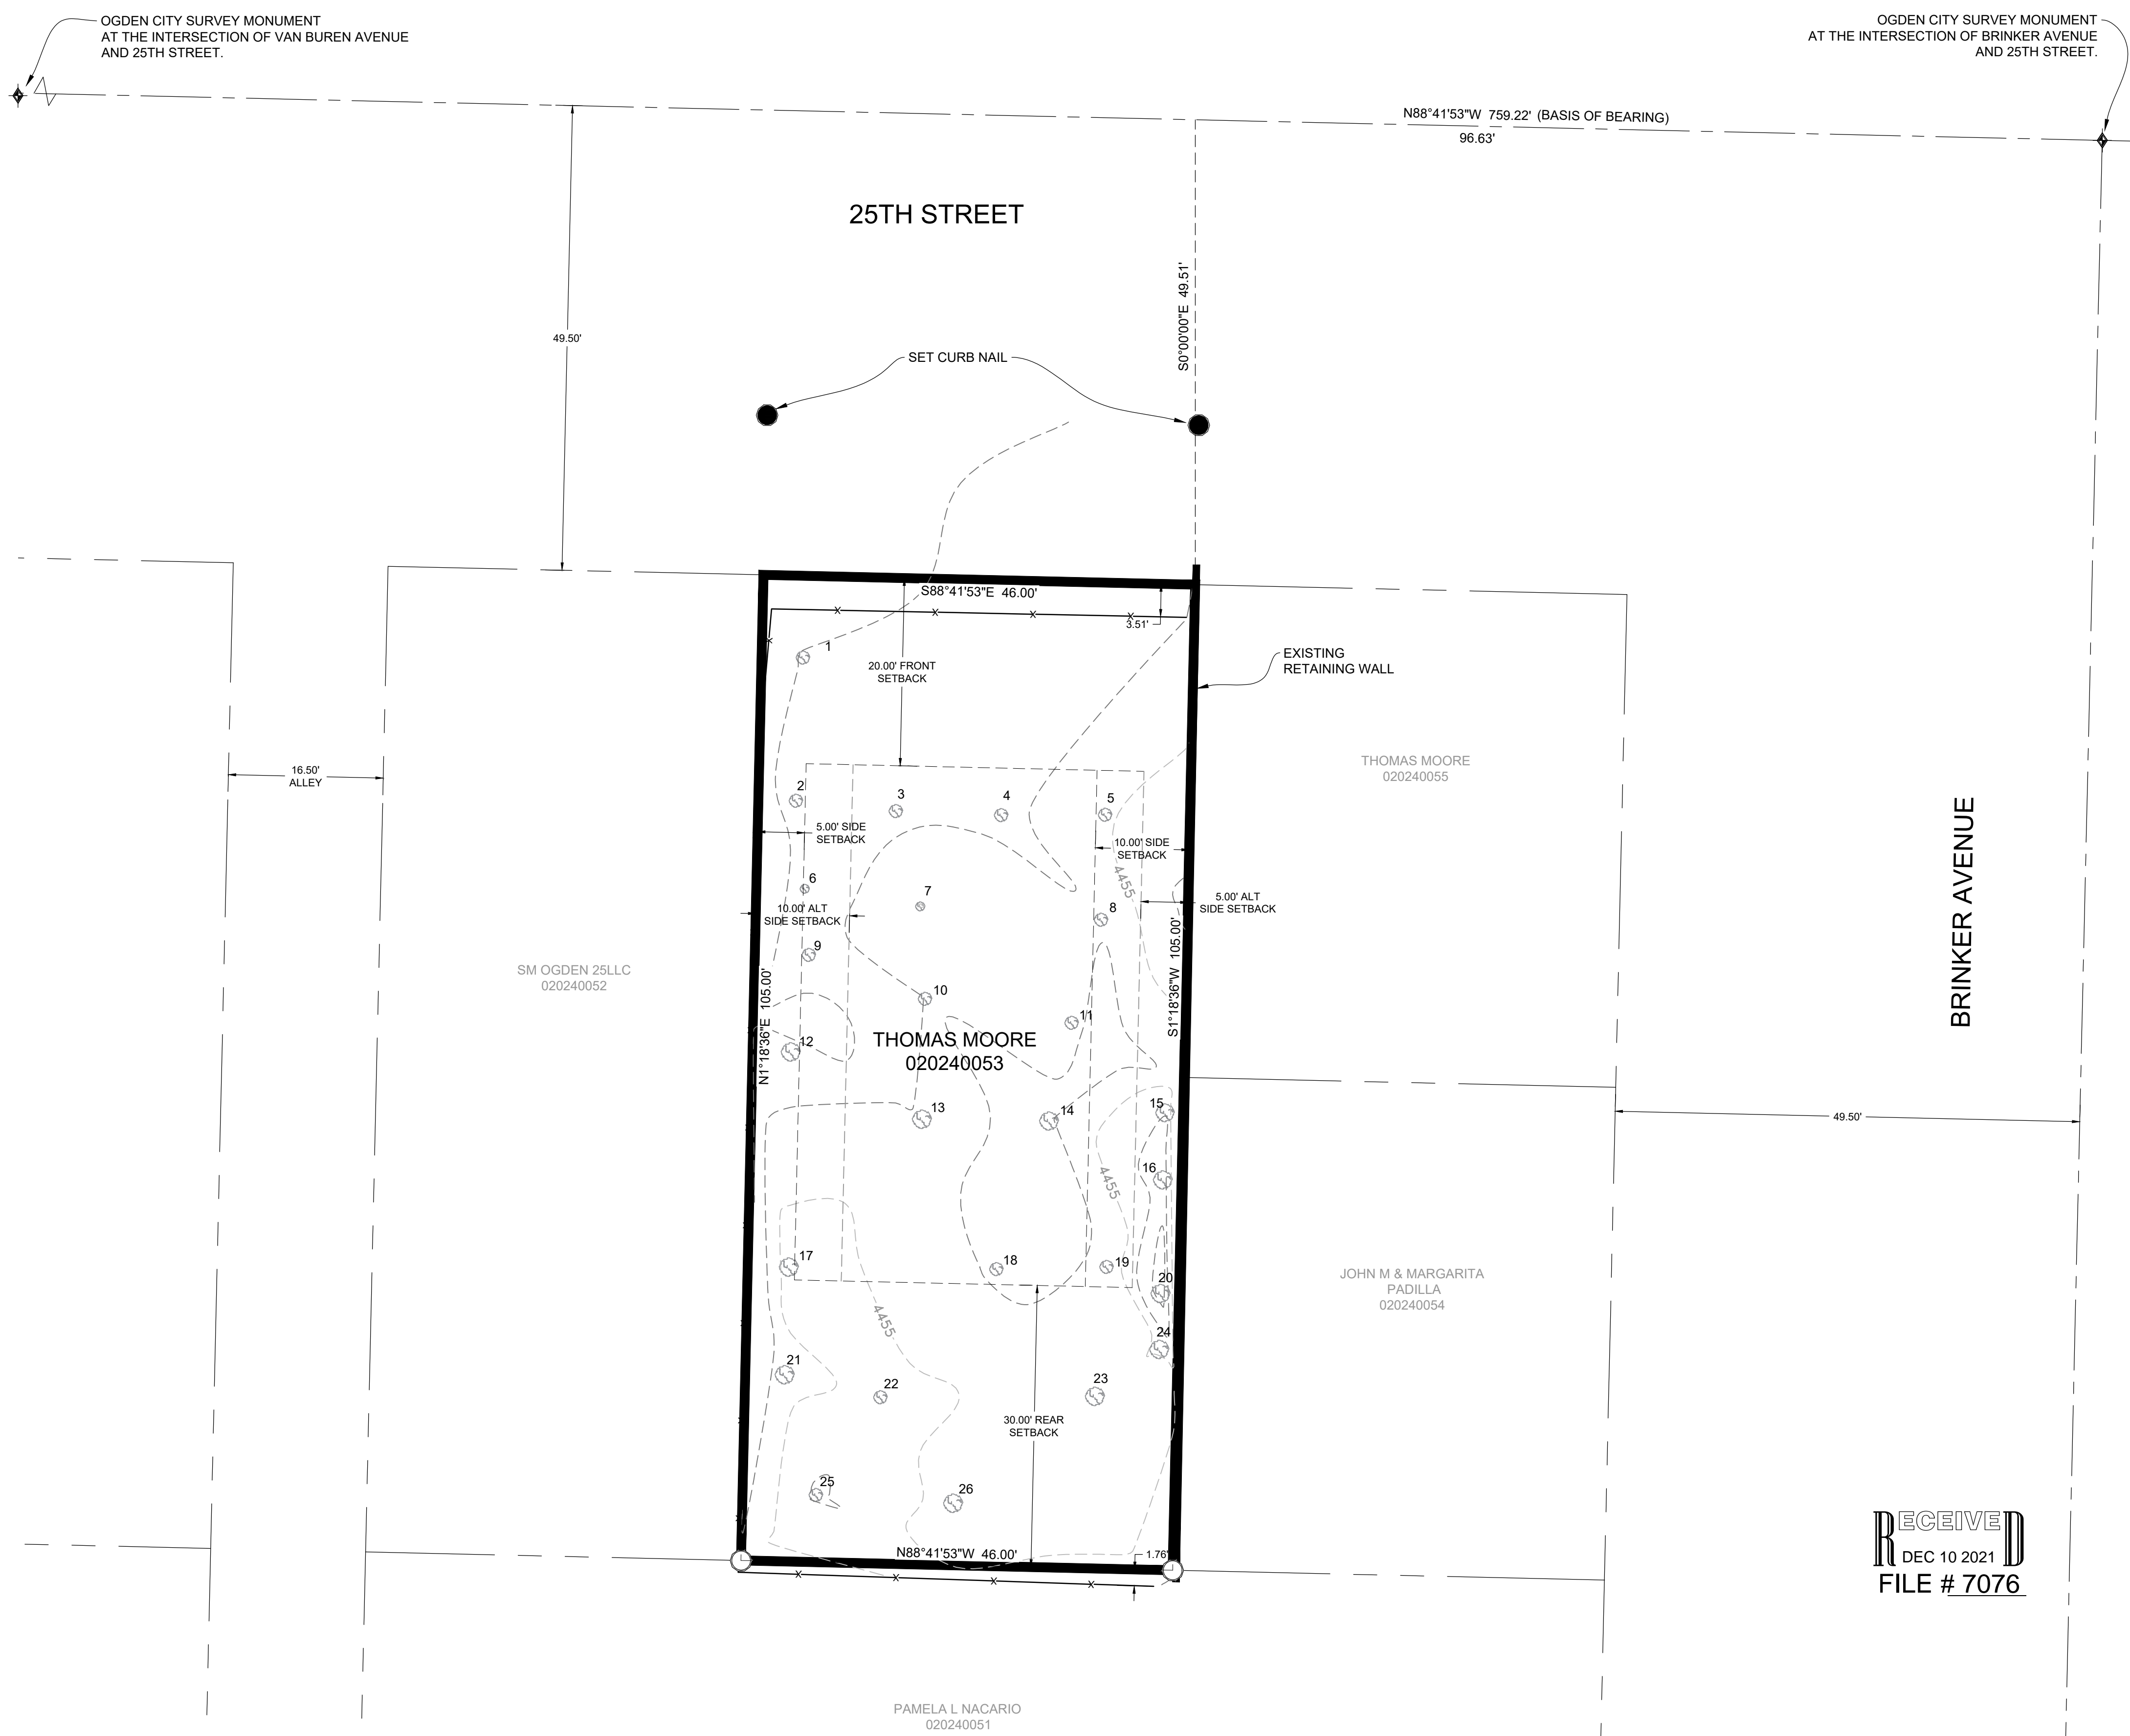 OGDEN CITY SURVEY MONUMENT
AT THE INTERSECTION OF VAN BUREN AVENUE
AND 25TH STREET.
OGDEN CITY SURVEY MONUMENT
AT THE INTERSECTION OF BRINKER AVENUE
AND 25TH STREET.
N88°41'53"W 759.22' (BASIS OF BEARING)
96.63'
25TH STREET
S0°00'00"E 49.51'
49.50'
SET CURB NAIL
S88°41'53"E 46.00'
3.51'
1
20.00' FRONT
SETBACK
EXISTING
RETAINING WALL
THOMAS MOORE
020240055
16.50'
ALLEY
2
3
4
5
5.00' SIDE
SETBACK
10.00' SIDE
SETBACK
4455
6
7
8
10.00' ALT
SIDE SETBACK
5.00' ALT
SIDE SETBACK
BRINKER AVENUE
9
SM OGDEN 25LLC
020240052
N1°18'36"E 105.00'
S1°18'36"W 105.00'
10
11
12
THOMAS MOORE
020240053
13
14
15
49.50'
16
4455
17
18
19
20
JOHN M & MARGARITA
PADILLA
020240054
4455
24
21
22
23
30.00' REAR
SETBACK
25
26
N88°41'53"W 46.00'
1.76'
RECEIVED
DEC 10 2021
FILE # 7076
PAMELA L NACARIO
020240051